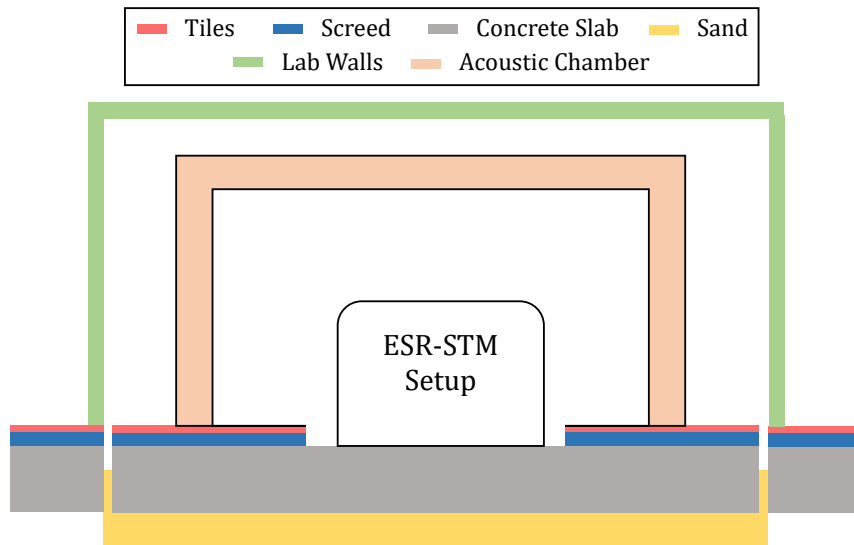 Tiles Screed Concrete Slab Sand
Lab Walls Acoustic Chamber
ESR-STM
Setup